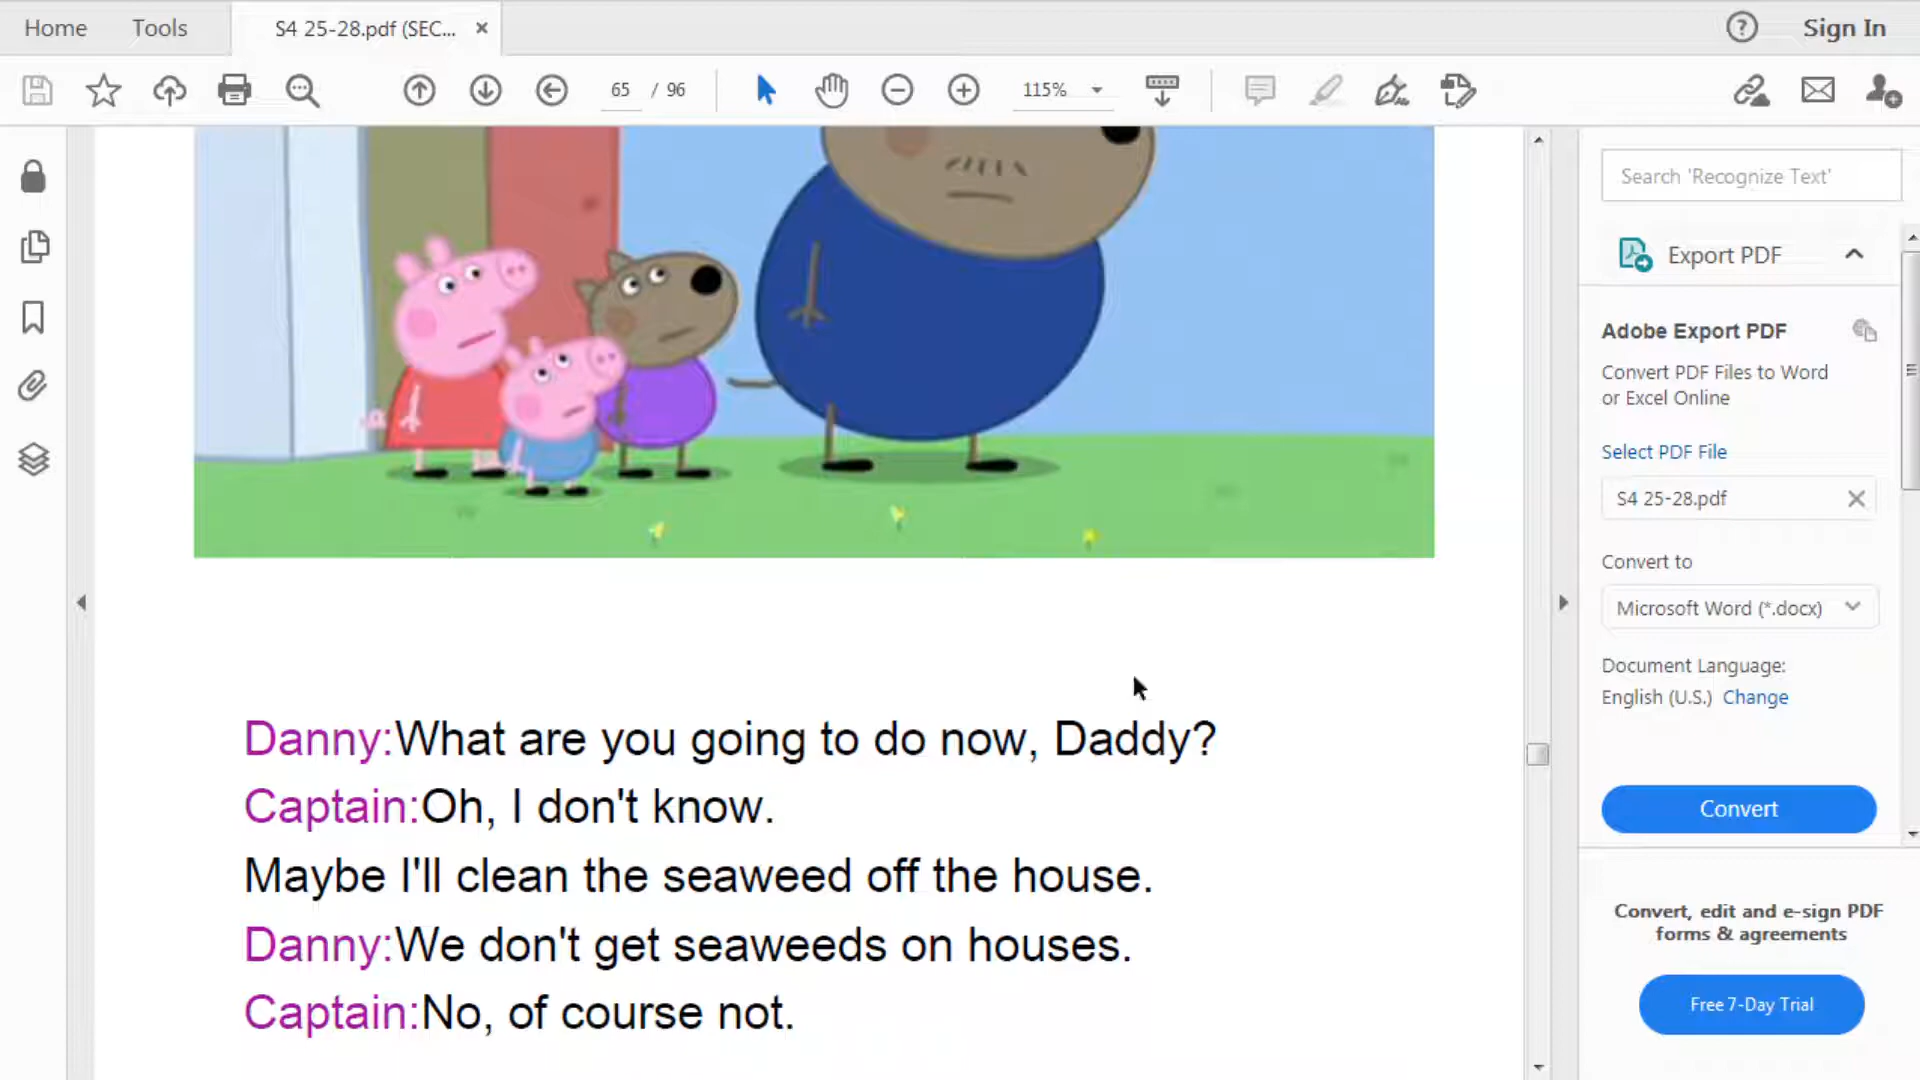 Home Tools S4 25-28.pdf (SEC... Sign In
65 / 96 115%
Search 'Recognize Text'
Export PDF
Adobe Export PDF
Convert PDF Files to Word
or Excel Online
Select PDF File
S4 25-28.pdf
Convert to
Microsoft Word (*.docx)
Document Language:
English (U.S.) Change
Convert
Convert, edit and e-sign PDF
forms & agreements
Free 7-Day Trial
Danny:What are you going to do now, Daddy?
Captain:Oh, I don't know.
Maybe I'll clean the seaweed off the house.
Danny:We don't get seaweeds on houses.
Captain:No, of course not.